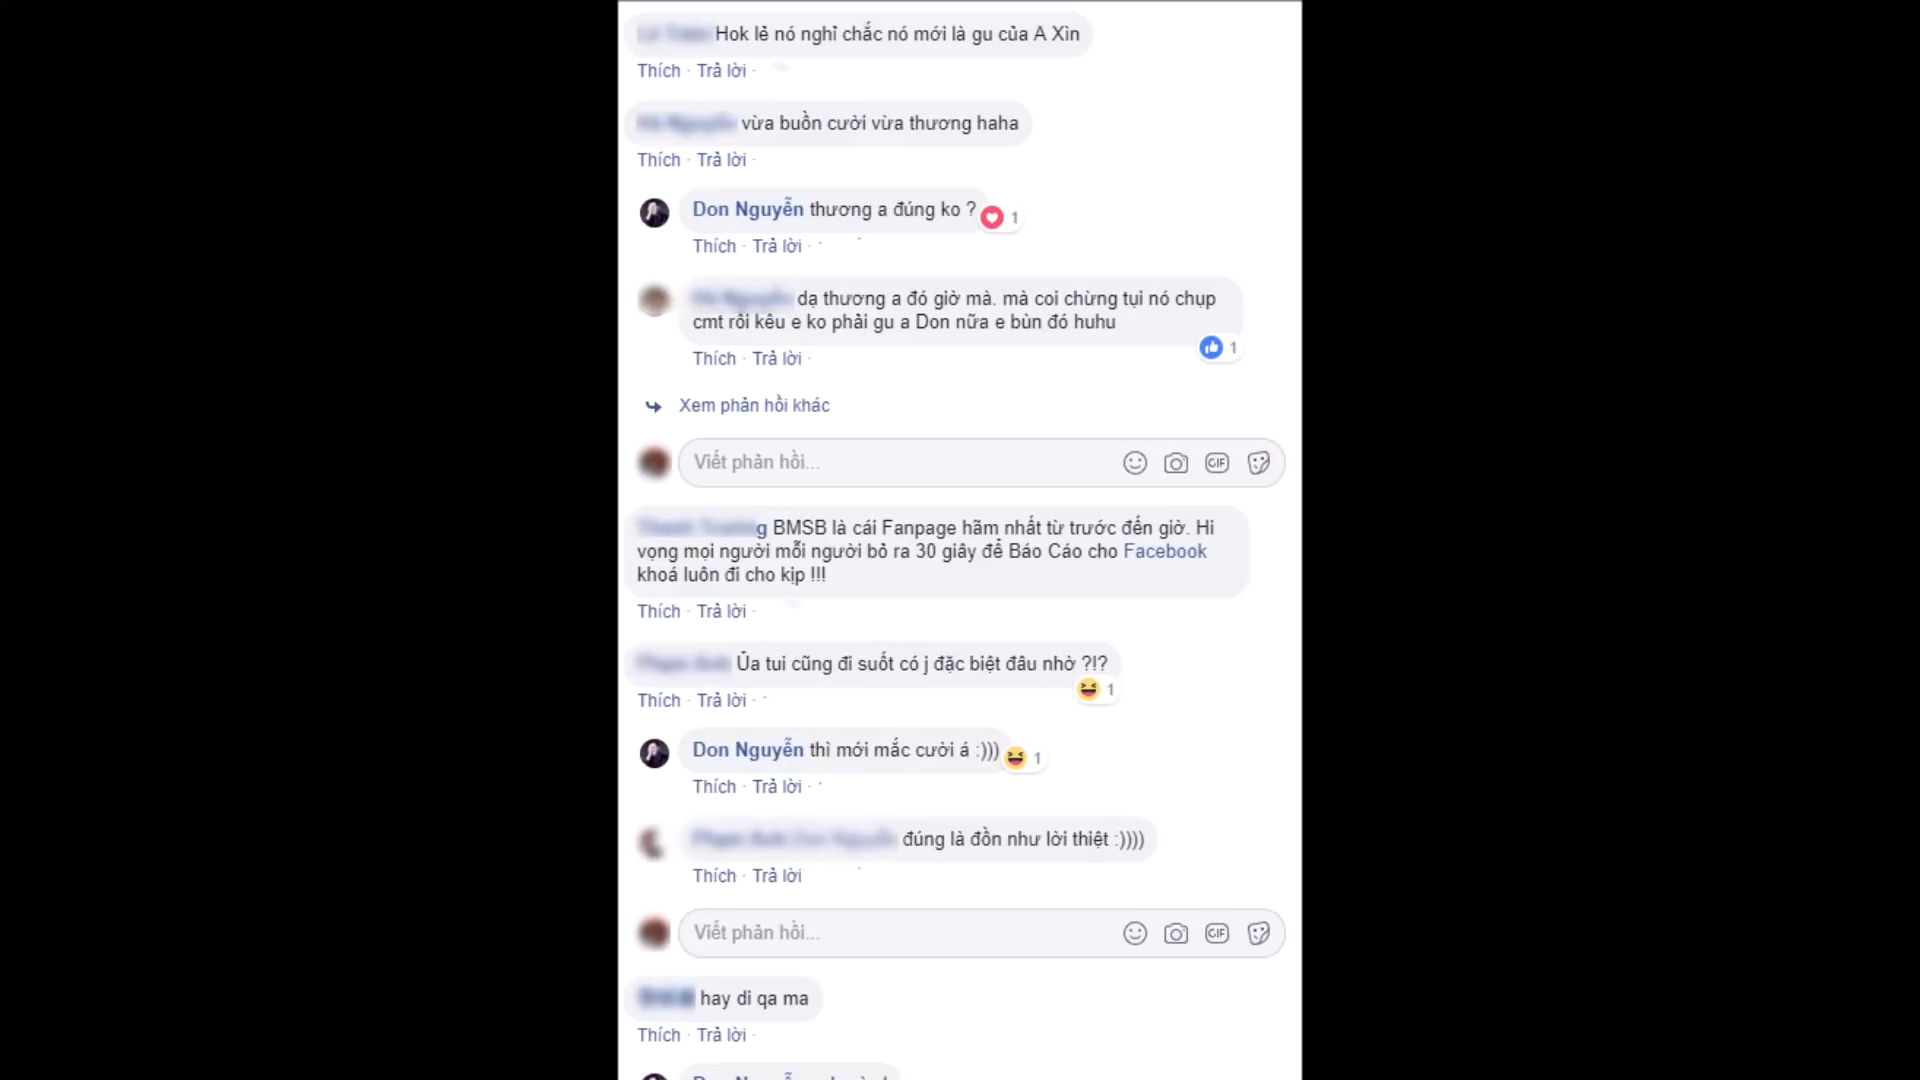 Hok lẻ nó nghỉ chắc nó mới là gu của A Xìn
Thích · Trả lời ·
vừa buồn cười vừa thương haha
Thích · Trả lời ·
Don Nguyễn thương a đúng ko ? 1
Thích · Trả lời ·
dạ thương a đó giờ mà. mà coi chừng tụi nó chụp
cmt rồi kêu e ko phải gu a Don nữa e bùn đó huhu
1
Thích · Trả lời ·
Xem phản hồi khác
Viết phản hồi...
GIF
g BMSB là cái Fanpage hãm nhất từ trước đến giờ. Hi
vọng mọi người mỗi người bỏ ra 30 giây để Báo Cáo cho Facebook
khoá luôn đi cho kịp !!!
Thích · Trả lời ·
Ủa tui cũng đi suốt có j đặc biệt đâu nhờ ?!?
1
Thích · Trả lời ·
Don Nguyễn thì mới mắc cười á :))) 1
Thích · Trả lời ·
đúng là đồn như lời thiệt :))))
Thích · Trả lời
Viết phản hồi...
GIF
hay di qa ma
Thích · Trả lời ·
Don Nguyễn